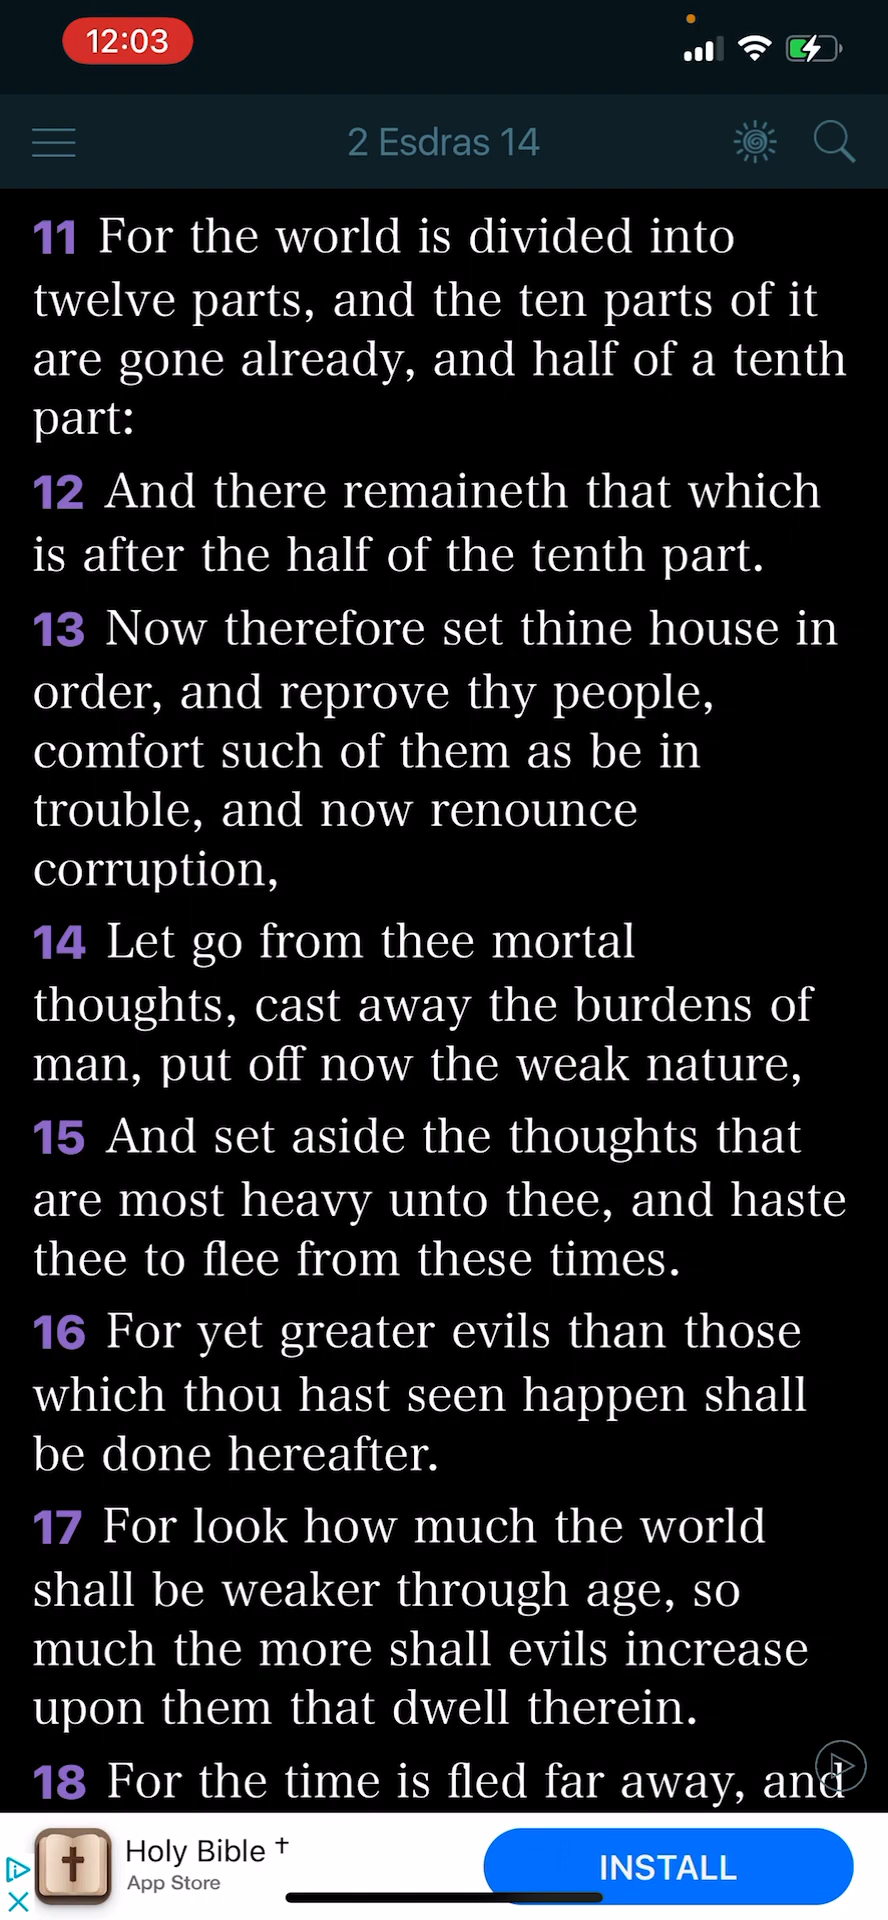 12:03
2 Esdras 14
11 For the world is divided into
twelve parts, and the ten parts of it
are gone already, and half of a tenth
part:
12 And there remaineth that which
is after the half of the tenth part.
13 Now therefore set thine house in
order, and reprove thy people,
comfort such of them as be in
trouble, and now renounce
corruption,
14 Let go from thee mortal
thoughts, cast away the burdens of
man, put off now the weak nature,
15 And set aside the thoughts that
are most heavy unto thee, and haste
thee to flee from these times.
16 For yet greater evils than those
which thou hast seen happen shall
be done hereafter.
17 For look how much the world
shall be weaker through age, so
much the more shall evils increase
upon them that dwell therein.
18 For the time is fled far away, and
Holy Bible †
App Store
INSTALL